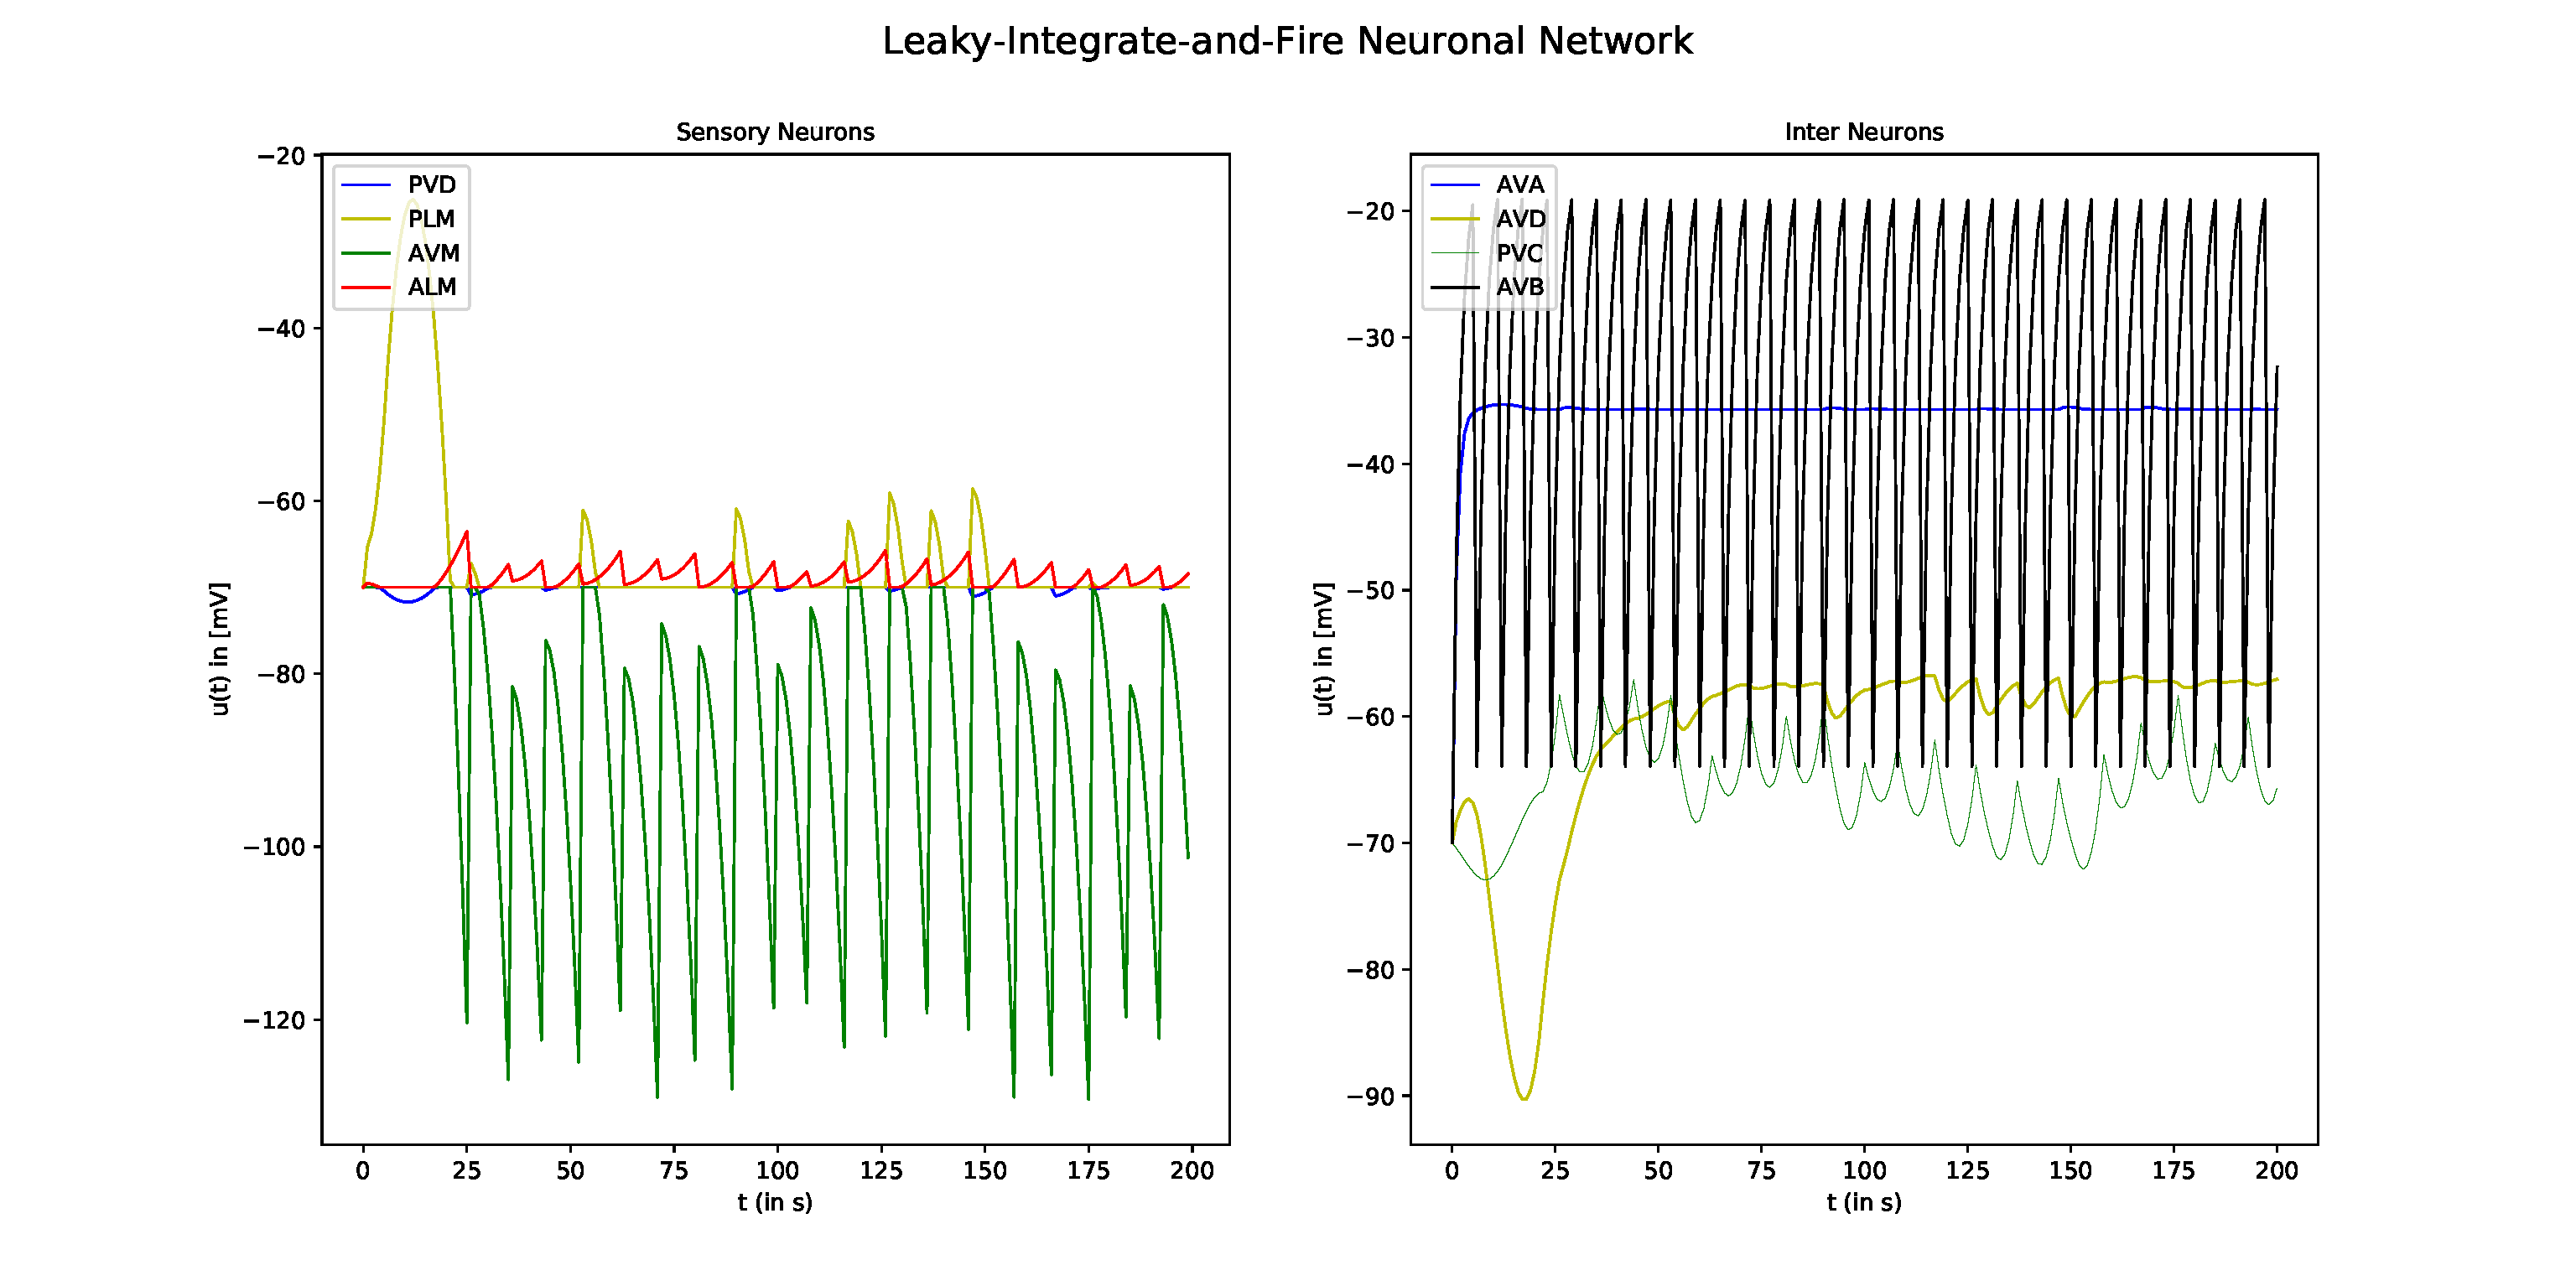 Leaky-Integrate-and-Fire Neuronal Network
Sensory Neurons
PVD
PLM
AVM
ALM
−20
−40
−60
−80
−100
−120
u(t) in [mV]
0 25 50 75 100 125 150 175 200
t (in s)
Inter Neurons
AVA
AVD
PVC
AVB
−20
−30
−40
−50
−60
−70
−80
−90
u(t) in [mV]
0 25 50 75 100 125 150 175 200
t (in s)